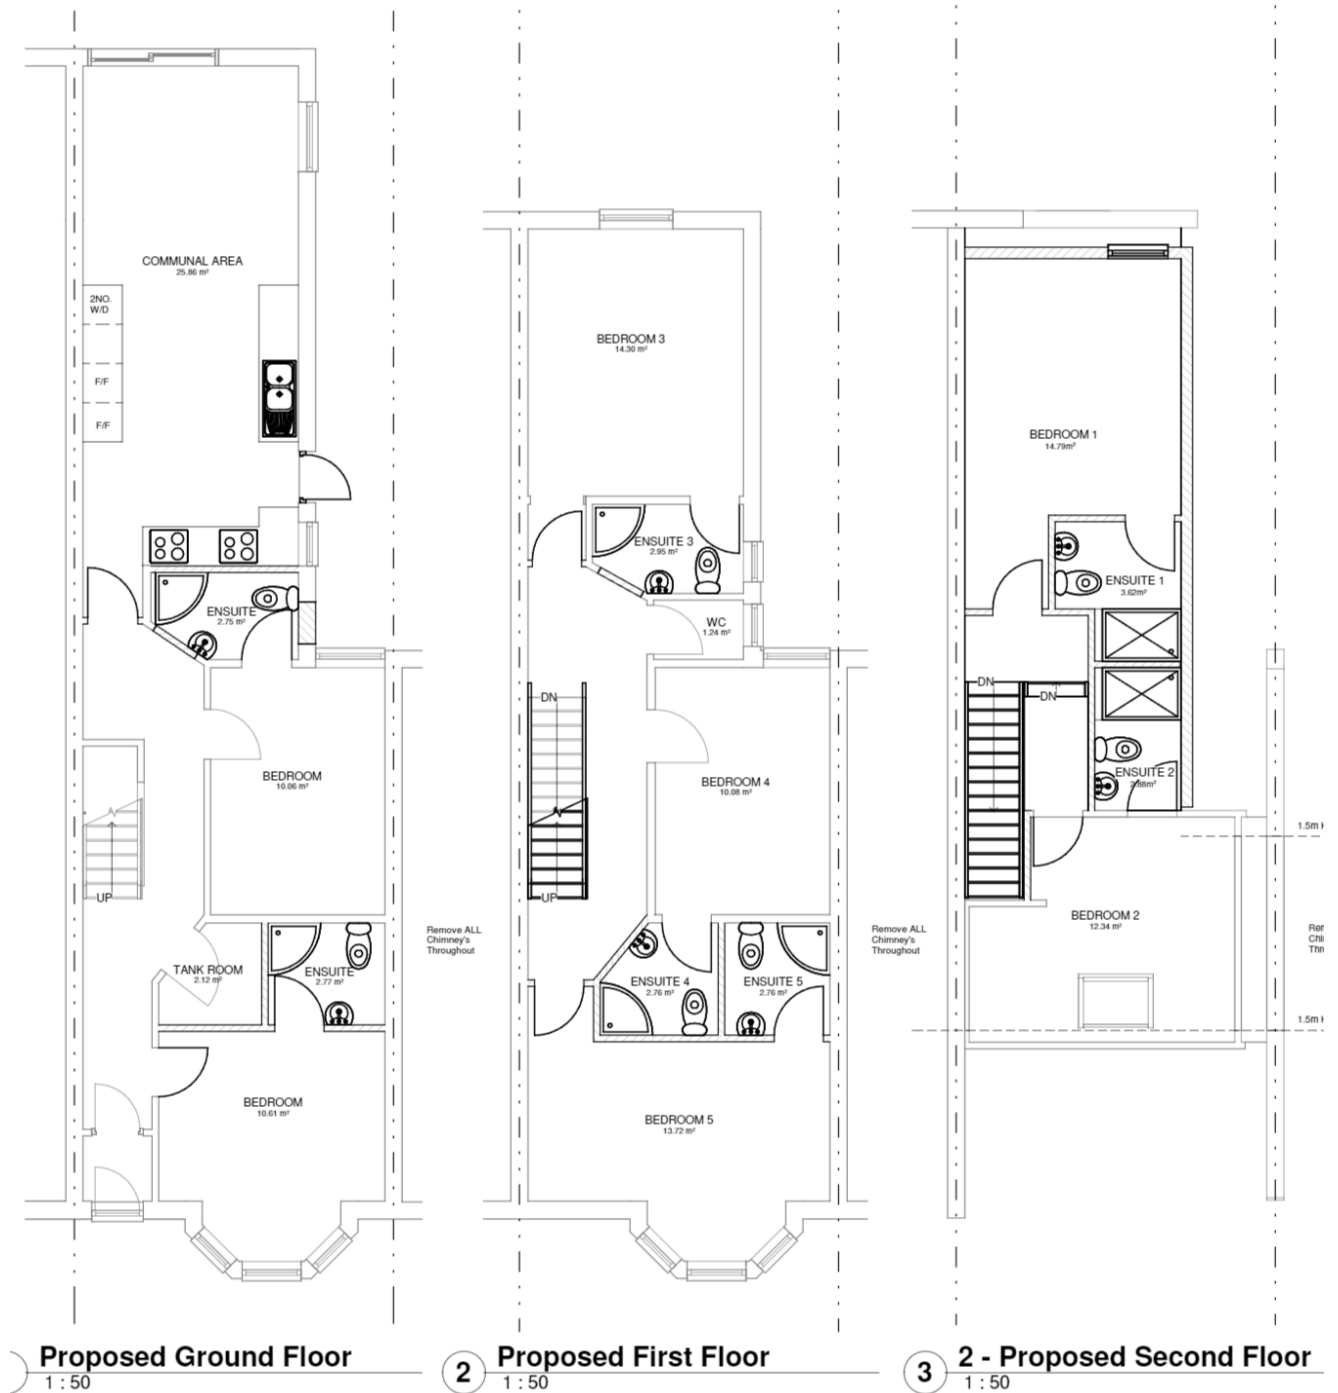 COMMUNAL AREA
25.86 m²
2NO.
W/D
F/F
F/F
ENSUITE
2.75 m²
BEDROOM
10.06 m²
UP
TANK ROOM
2.12 m²
ENSUITE
2.77 m²
BEDROOM
10.61 m²
Remove ALL
Chimney's
Throughout
Proposed Ground Floor
1 : 50
BEDROOM 3
14.30 m²
ENSUITE 3
2.95 m²
WC
1.24 m²
DN
BEDROOM 4
10.08 m²
UP
ENSUITE 4
2.76 m²
ENSUITE 5
2.76 m²
BEDROOM 5
13.72 m²
Remove ALL
Chimney's
Throughout
2
Proposed First Floor
1 : 50
BEDROOM 1
14.79m²
ENSUITE 1
3.62m²
DN
DN
ENSUITE 2
1.5m
BEDROOM 2
12.34 m²
1.5m
3
2 - Proposed Second Floor
1 : 50